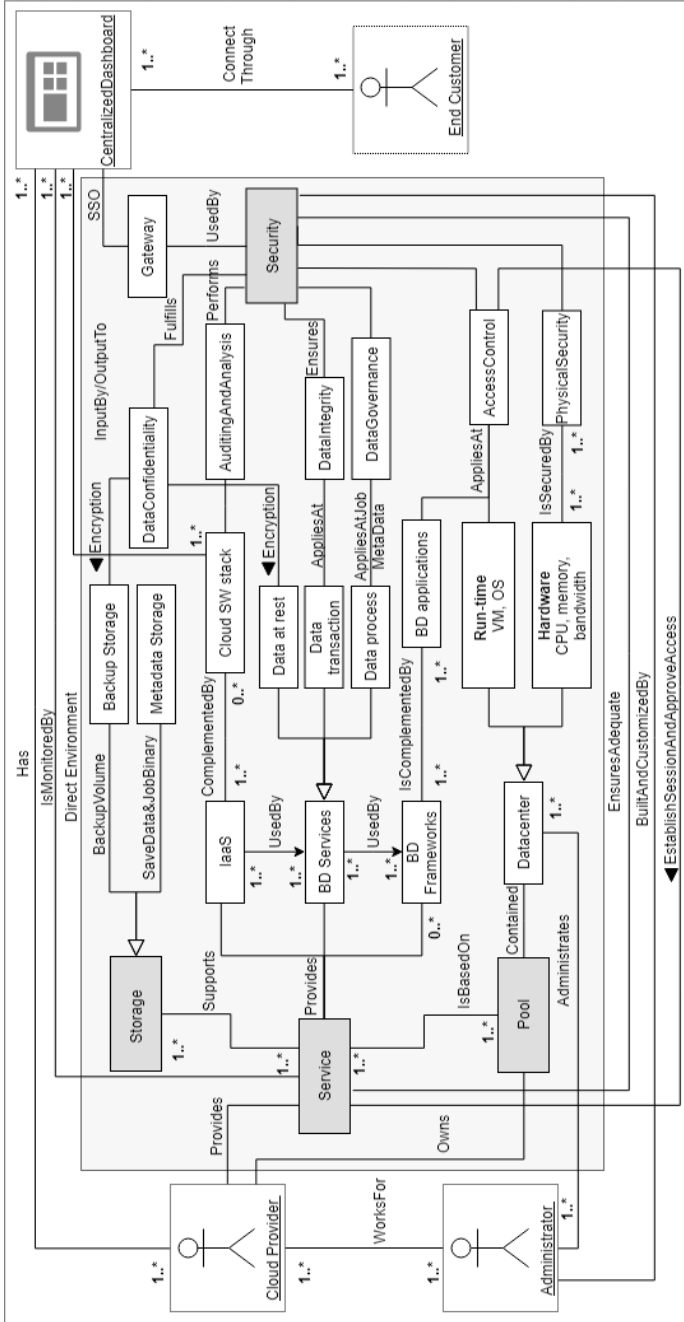 Has
1..*
1..*
IsMonitoredBy
1..*
Direct Environment
1..*
CentralizedDashboard
1..*
Connect
Through
1..*
End Customer
SSO
Gateway
UsedBy
Security
InputBy/OutputTo
Fulfills
Performs
Ensures
BackupVolume
Backup Storage
◀Encryption
DataConfidentiality
SaveData&JobBinary
Metadata Storage
Storage
1..*
Supports
1..*
IaaS
1..*
ComplementedBy
0..*
Cloud SW stack
1..*
AuditingAndAnalysis
UsedBy
1..*
1..*
Data at rest
◀Encryption
Provides
BD Services
1..*
Data
transaction
AppliesAt
DataIntegrity
UsedBy
1..*
Data process
AppliesAtJob
MetaData
DataGovernance
Service
1..*
BD
Frameworks
0..*
1..*
IsComplementedBy
1..*
BD applications
AppliesAt
AccessControl
IsBasedOn
1..*
Pool
Contained
Datacenter
1..*
Run-time
VM, OS
Hardware
CPU, memory,
bandwidth
1..*
IsSecuredBy
1..*
PhysicalSecurity
Provides
Owns
Administrates
1..*
Cloud Provider
1..*
WorksFor
1..*
Administrator
1..*
EnsuresAdequate
BuiltAndCustomizedBy
◀EstablishSessionAndApproveAccess